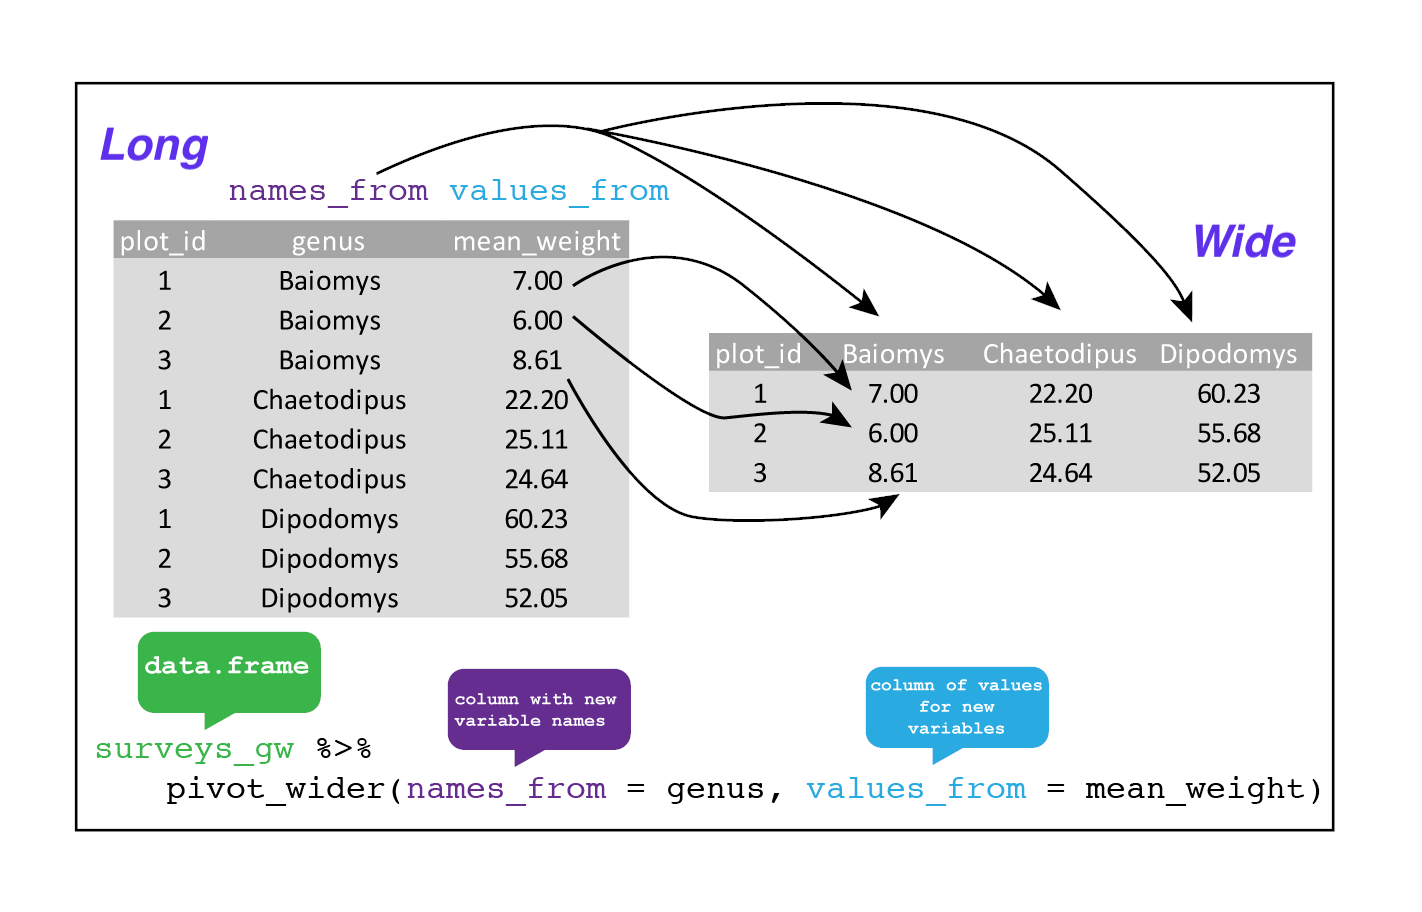 Long
names_from values_from
plot_id genus mean_weight
1 Baiomys 7.00
2 Baiomys 6.00
3 Baiomys 8.61
1 Chaetodipus 22.20
2 Chaetodipus 25.11
3 Chaetodipus 24.64
1 Dipodomys 60.23
2 Dipodomys 55.68
3 Dipodomys 52.05
Wide
plot_id Baiomys Chaetodipus Dipodomys
1 7.00 22.20 60.23
2 6.00 25.11 55.68
3 8.61 24.64 52.05
data.frame
column with new
variable names
column of values
for new
variables
surveys_gw %>%
pivot_wider(names_from = genus, values_from = mean_weight)